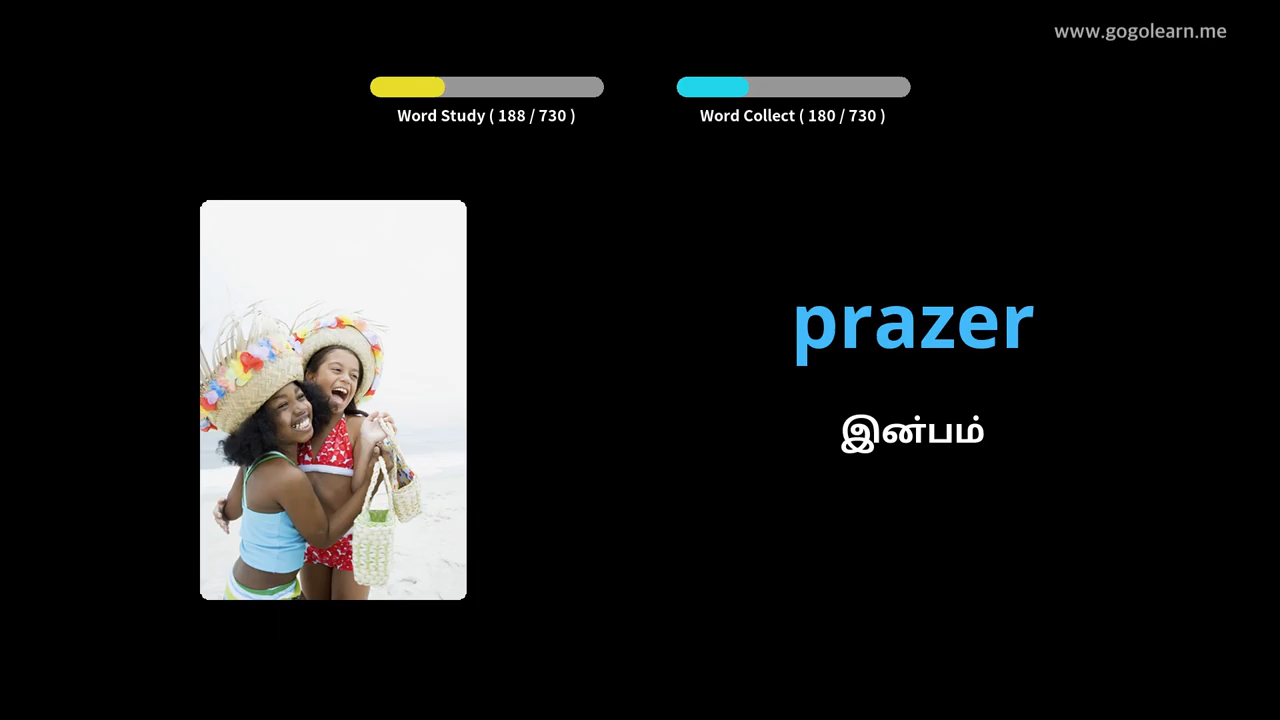 www.gogolearn.me
Word Study ( 188 / 730 )
Word Collect ( 180 / 730 )
prazer
இன்பம்